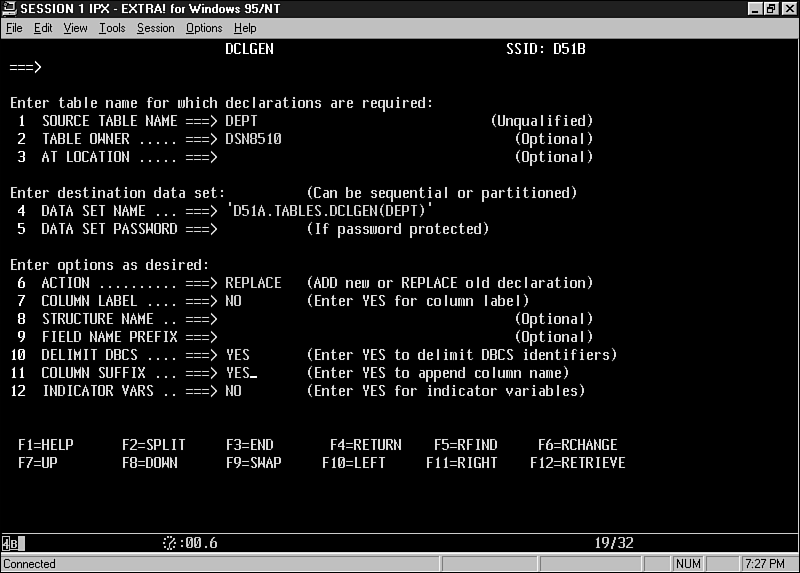 SESSION 1 IPX - EXTRA! for Windows 95/NT
File Edit View Tools Session Options Help
DCLGEN SSID: D51B
===>
Enter table name for which declarations are required:
1 SOURCE TABLE NAME ===> DEPT (Unqualified)
2 TABLE OWNER ..... ===> DSN8510 (Optional)
3 AT LOCATION ..... ===> (Optional)
Enter destination data set: (Can be sequential or partitioned)
4 DATA SET NAME ... ===> 'D51A.TABLES.DCLGEN(DEPT)'
5 DATA SET PASSWORD ===> (If password protected)
Enter options as desired:
6 ACTION .......... ===> REPLACE (ADD new or REPLACE old declaration)
7 COLUMN LABEL .... ===> NO (Enter YES for column label)
8 STRUCTURE NAME .. ===> (Optional)
9 FIELD NAME PREFIX ===> (Optional)
10 DELIMIT DBCS .... ===> YES (Enter YES to delimit DBCS identifiers)
11 COLUMN SUFFIX ... ===> YES_ (Enter YES to append column name)
12 INDICATOR VARS .. ===> NO (Enter YES for indicator variables)
F1=HELP F2=SPLIT F3=END F4=RETURN F5=RFIND F6=RCHANGE
F7=UP F8=DOWN F9=SWAP F10=LEFT F11=RIGHT F12=RETRIEVE
4B :00.6 19/32
Connected NUM 7:27 PM